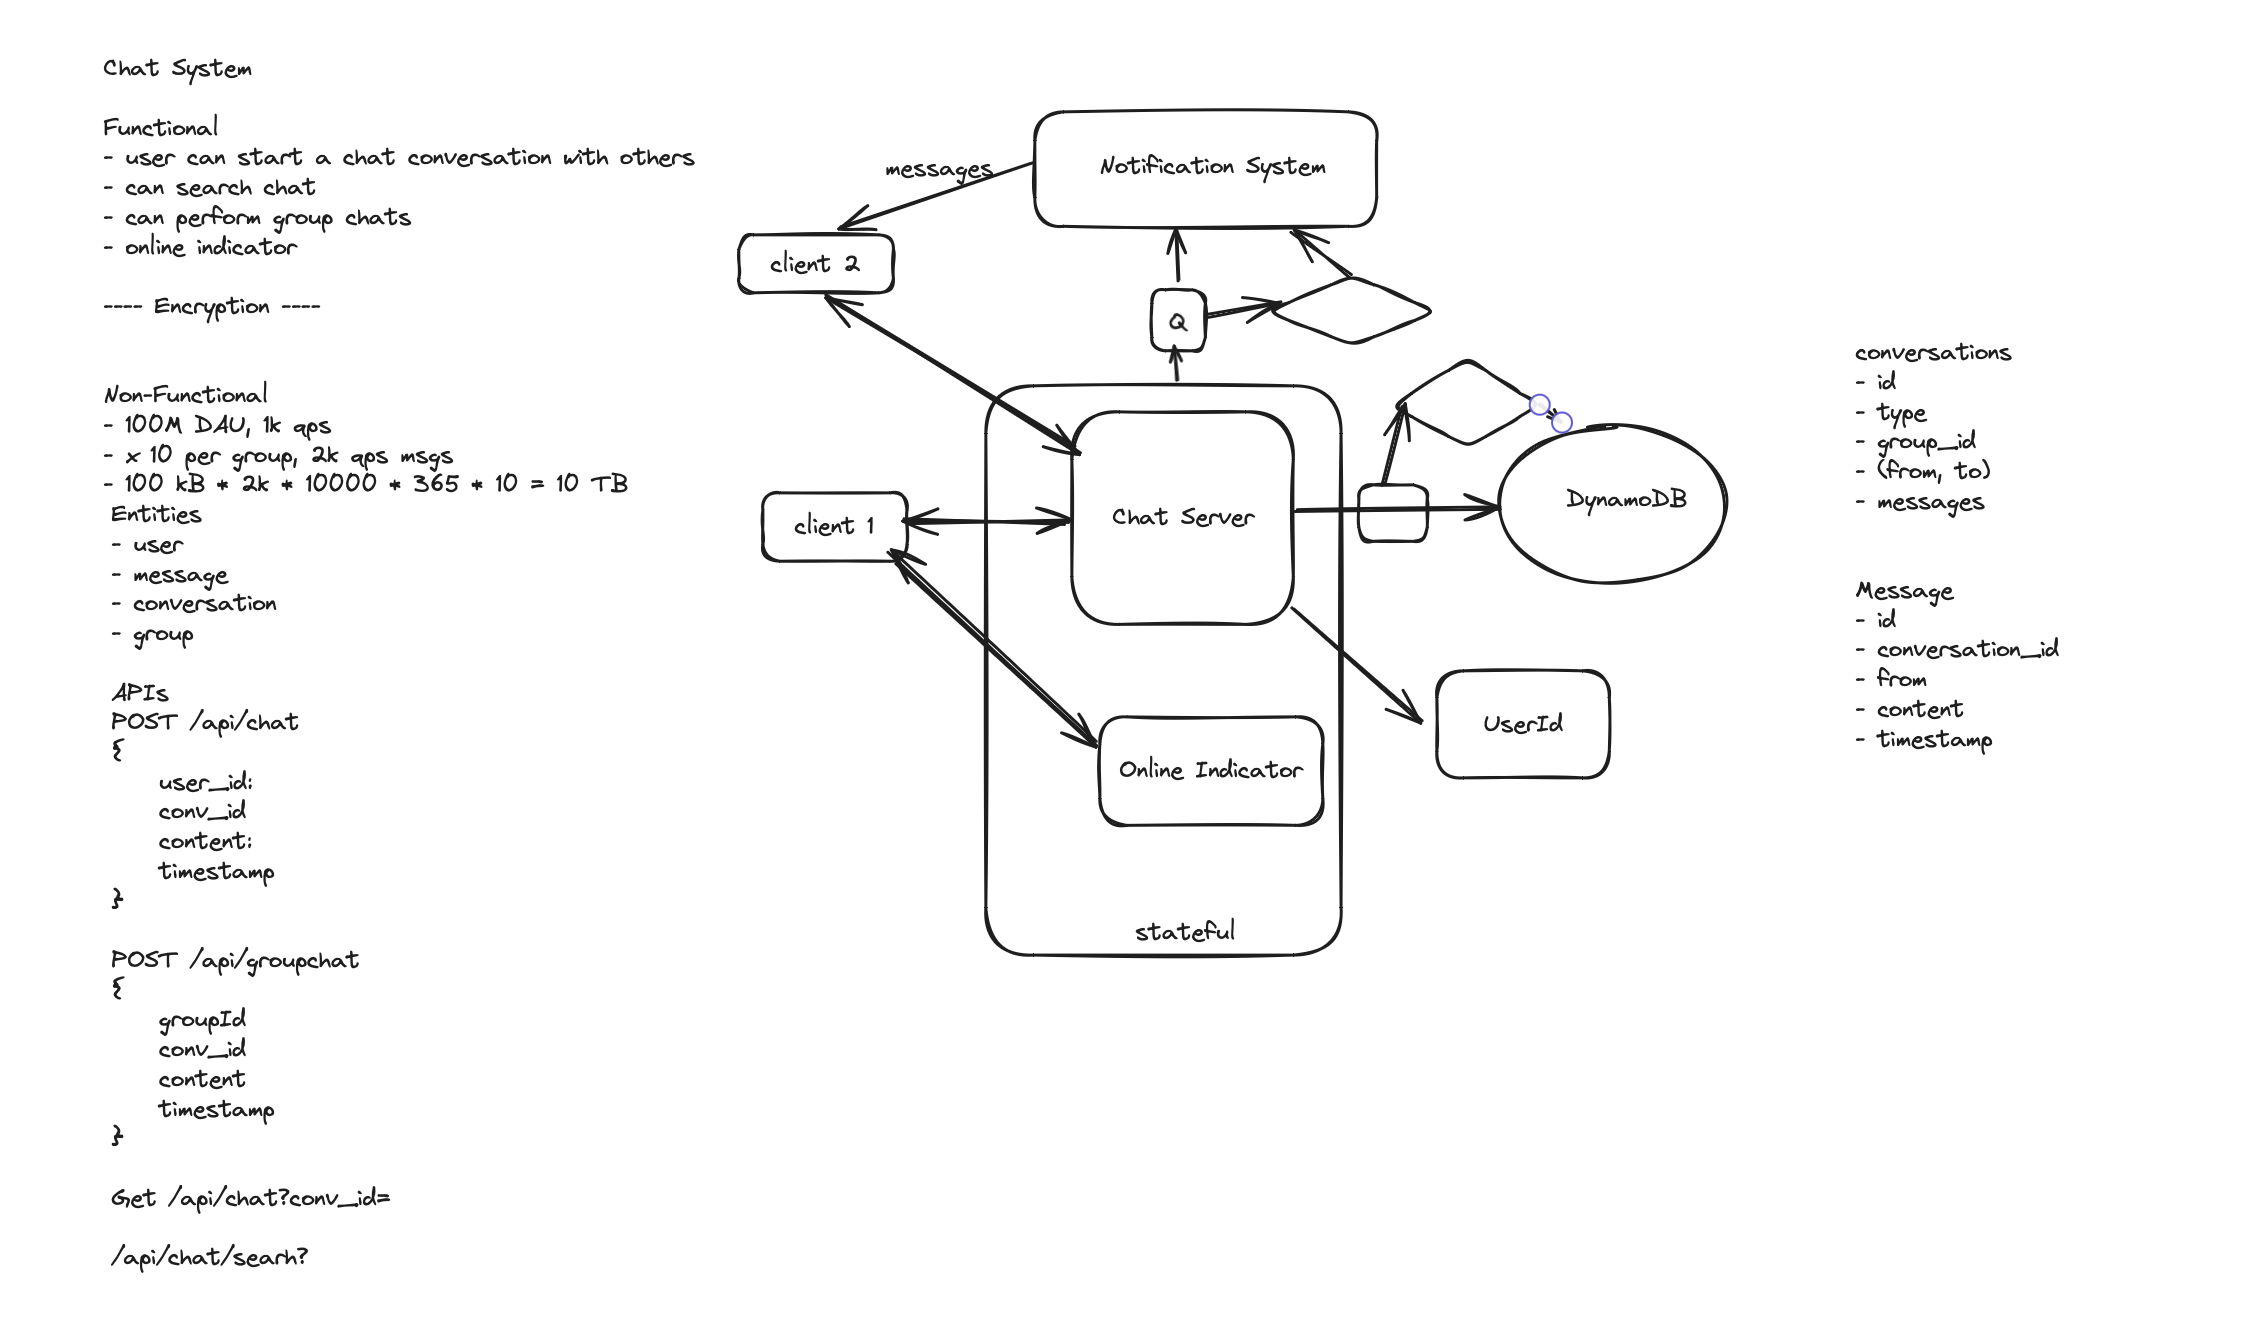 Chat System
Functional
- user can start a chat conversation with others
- can search chat
- can perform group chats
- online indicator
---- Encryption ----
Non-Functional
- 100M DAU, 1k qps
- x 10 per group, 2k qps msgs
- 100 kB * 2k * 10000 * 365 * 10 = 10 TB
Entities
- user
- message
- conversation
- group
APIs
POST /api/chat
{
user_id:
conv_id
content:
timestamp
}
POST /api/groupchat
{
groupId
conv_id
content
timestamp
}
Get /api/chat?conv_id=
/api/chat/searh?
Notification System
messages
client 2
Q
client 1
Chat Server
DynamoDB
UserId
Online Indicator
stateful
conversations
- id
- type
- group_id
- (from, to)
- messages
Message
- id
- conversation_id
- from
- content
- timestamp